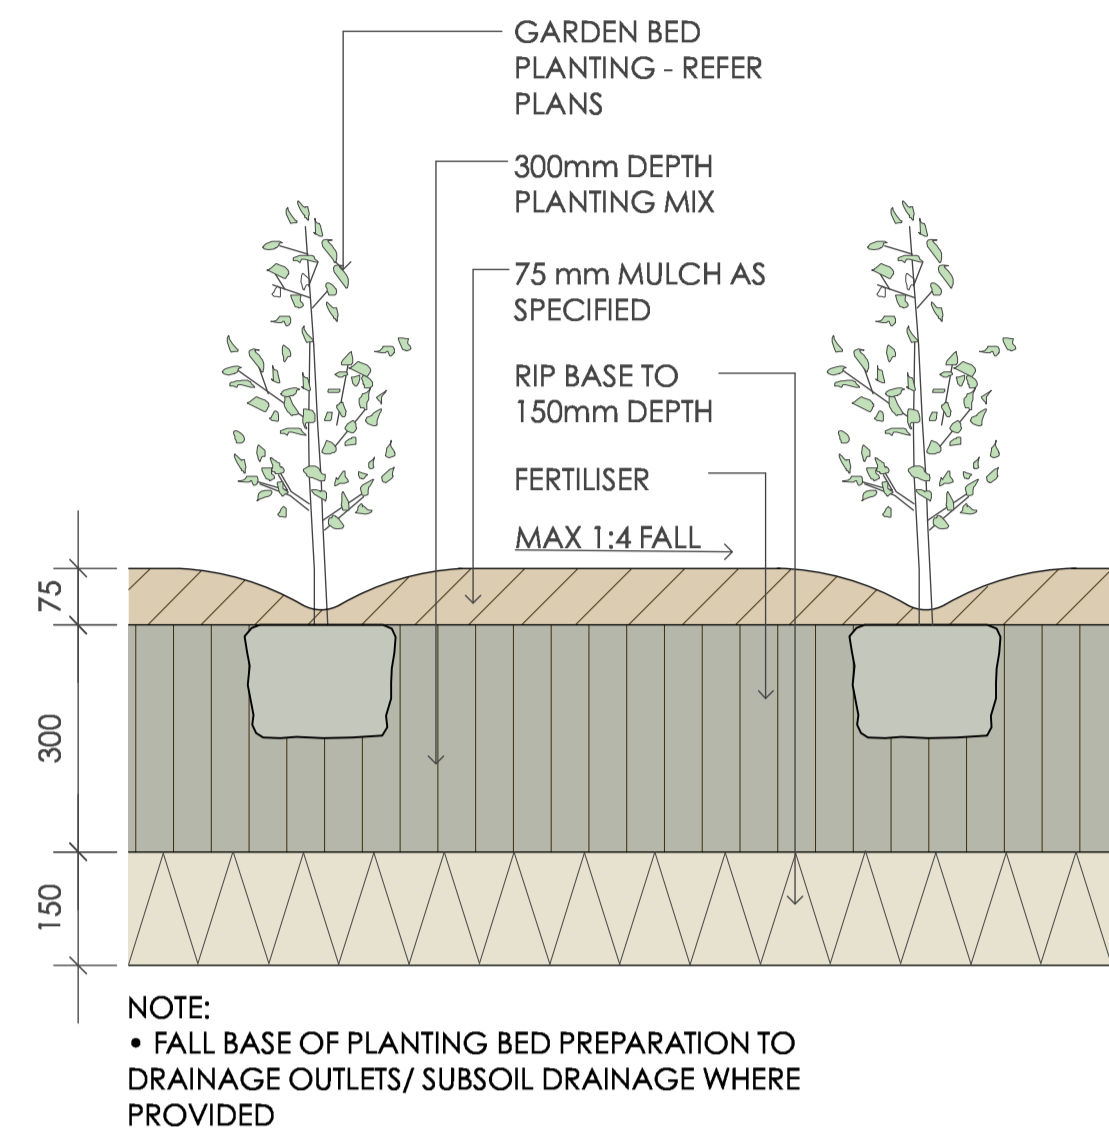 GARDEN BED
PLANTING - REFER
PLANS
300mm DEPTH
PLANTING MIX
75 mm MULCH AS
SPECIFIED
RIP BASE TO
150mm DEPTH
FERTILISER
MAX 1:4 FALL
75
300
150
NOTE:
• FALL BASE OF PLANTING BED PREPARATION TO
DRAINAGE OUTLETS/ SUBSOIL DRAINAGE WHERE
PROVIDED